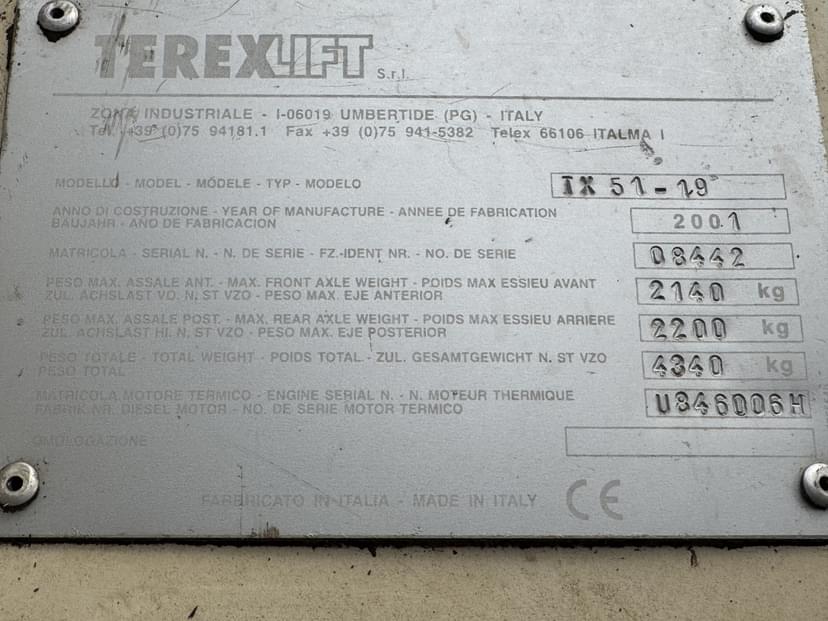 TEREXLIFT S.r.l.
ZONA INDUSTRIALE - I-06019 UMBERTIDE (PG) - ITALY
Tel. +39 (0)75 94181.1 Fax +39 (0)75 941-5382 Telex 66106 ITALMA I
MODELLO - MODEL - MODELE - TYP - MODELO TX 51-19
ANNO DI COSTRUZIONE - YEAR OF MANUFACTURE - ANNEE DE FABRICATION
BAUJAHR - ANO DE FABRICACION 2001
MATRICOLA - SERIAL N. - N. DE SERIE - FZ.-IDENT NR. - NO. DE SERIE 08442
PESO MAX. ASSALE ANT. - MAX. FRONT AXLE WEIGHT - POIDS MAX ESSIEU AVANT
ZUL. ACHSLAST VO. N. ST VZO - PESO MAX. EJE ANTERIOR 2140 kg
PESO MAX. ASSALE POST. - MAX. REAR AXLE WEIGHT - POIDS MAX ESSIEU ARRIERE
ZUL. ACHSLAST HI. N. ST VZO - PESO MAX. EJE POSTERIOR 2200 kg
PESO TOTALE - TOTAL WEIGHT - POIDS TOTAL - ZUL. GESAMTGEWICHT N. ST VZO
PESO TOTAL 4340 kg
MATRICOLA MOTORE TERMICO - ENGINE SERIAL N. - N. MOTEUR THERMIQUE
FABRIK NR. DIESEL MOTOR - NO. DE SERIE MOTOR TERMICO U846006H
OMOLOGAZIONE
FABBRICATO IN ITALIA - MADE IN ITALY CE